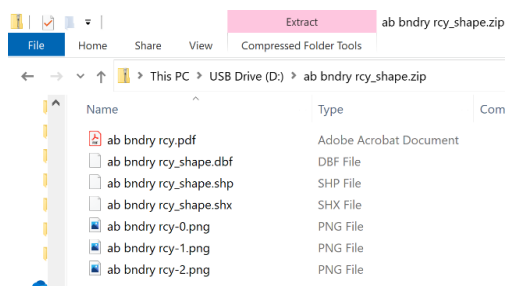 Extract
ab bndry rcy_shape.zip
File
Home
Share
View
Compressed Folder Tools
This PC > USB Drive (D:) > ab bndry rcy_shape.zip
Name
Type
Com
ab bndry rcy.pdf
Adobe Acrobat Document
ab bndry rcy_shape.dbf
DBF File
ab bndry rcy_shape.shp
SHP File
ab bndry rcy_shape.shx
SHX File
ab bndry rcy-0.png
PNG File
ab bndry rcy-1.png
PNG File
ab bndry rcy-2.png
PNG File